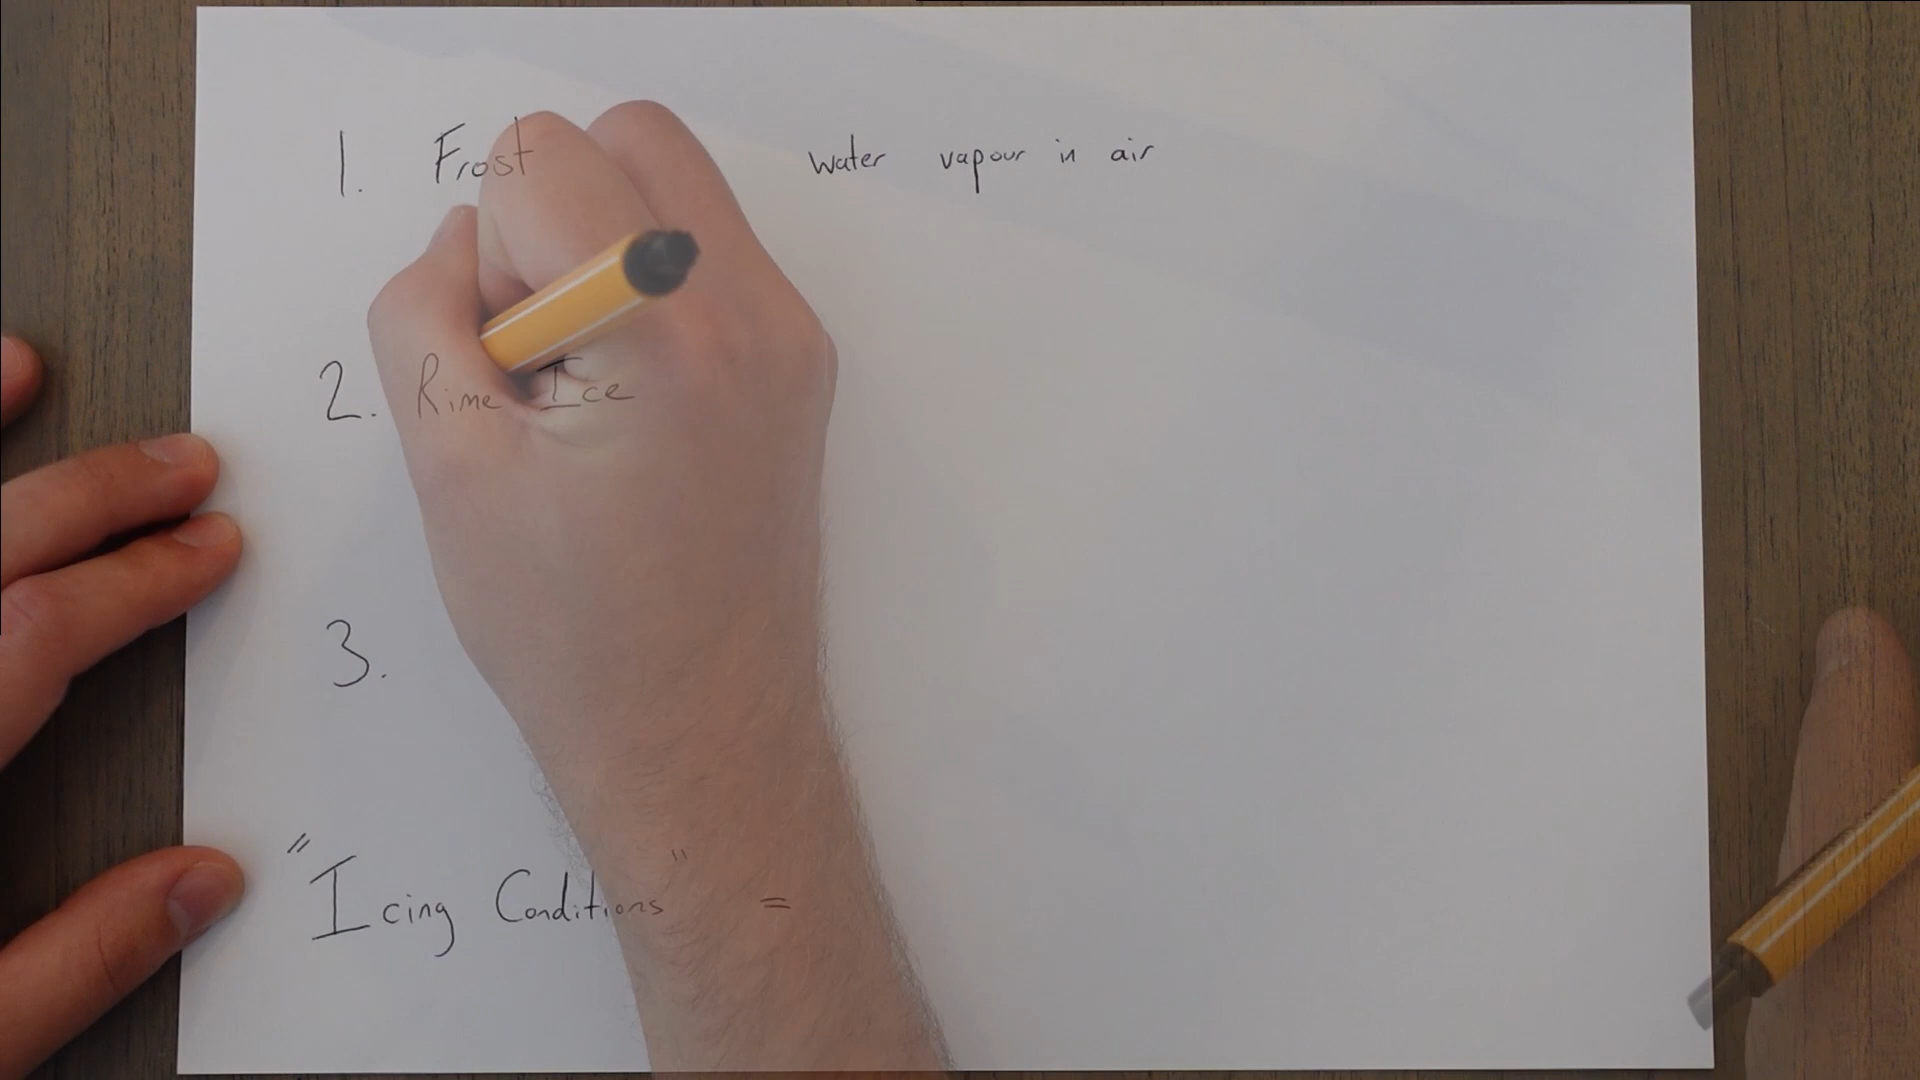 1. Frost water vapour in air
2. Rime Ice
3.
"Icing Conditions" =